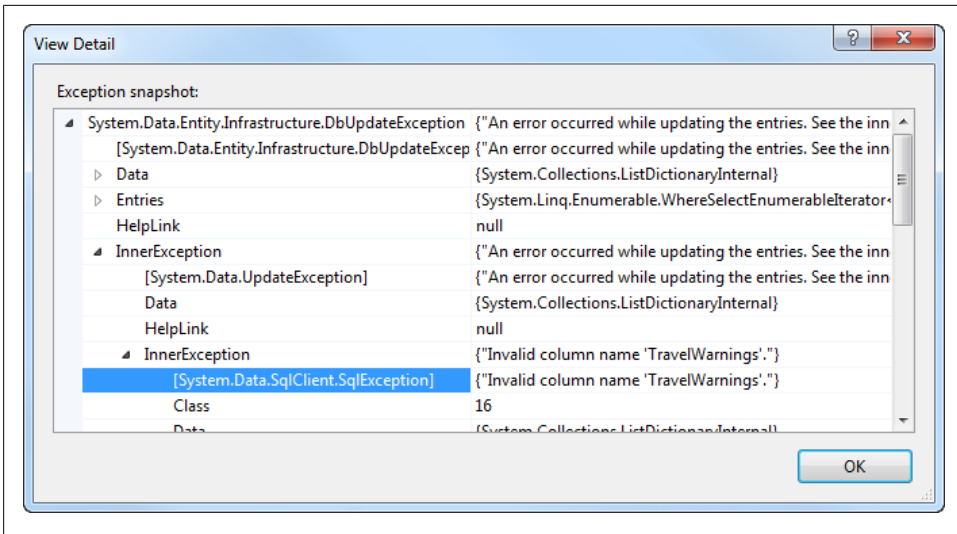 View Detail
Exception snapshot:
System.Data.Entity.Infrastructure.DbUpdateException {"An error occurred while updating the entries. See the inn
[System.Data.Entity.Infrastructure.DbUpdateExcep {"An error occurred while updating the entries. See the inn
Data {System.Collections.ListDictionaryInternal}
Entries {System.Linq.Enumerable.WhereSelectEnumerableIterator<
HelpLink null
InnerException {"An error occurred while updating the entries. See the inn
[System.Data.UpdateException] {"An error occurred while updating the entries. See the inn
Data {System.Collections.ListDictionaryInternal}
HelpLink null
InnerException {"Invalid column name 'TravelWarnings'."}
[System.Data.SqlClient.SqlException] {"Invalid column name 'TravelWarnings'."}
Class 16
Data {System.Collections.ListDictionaryInternal}
OK